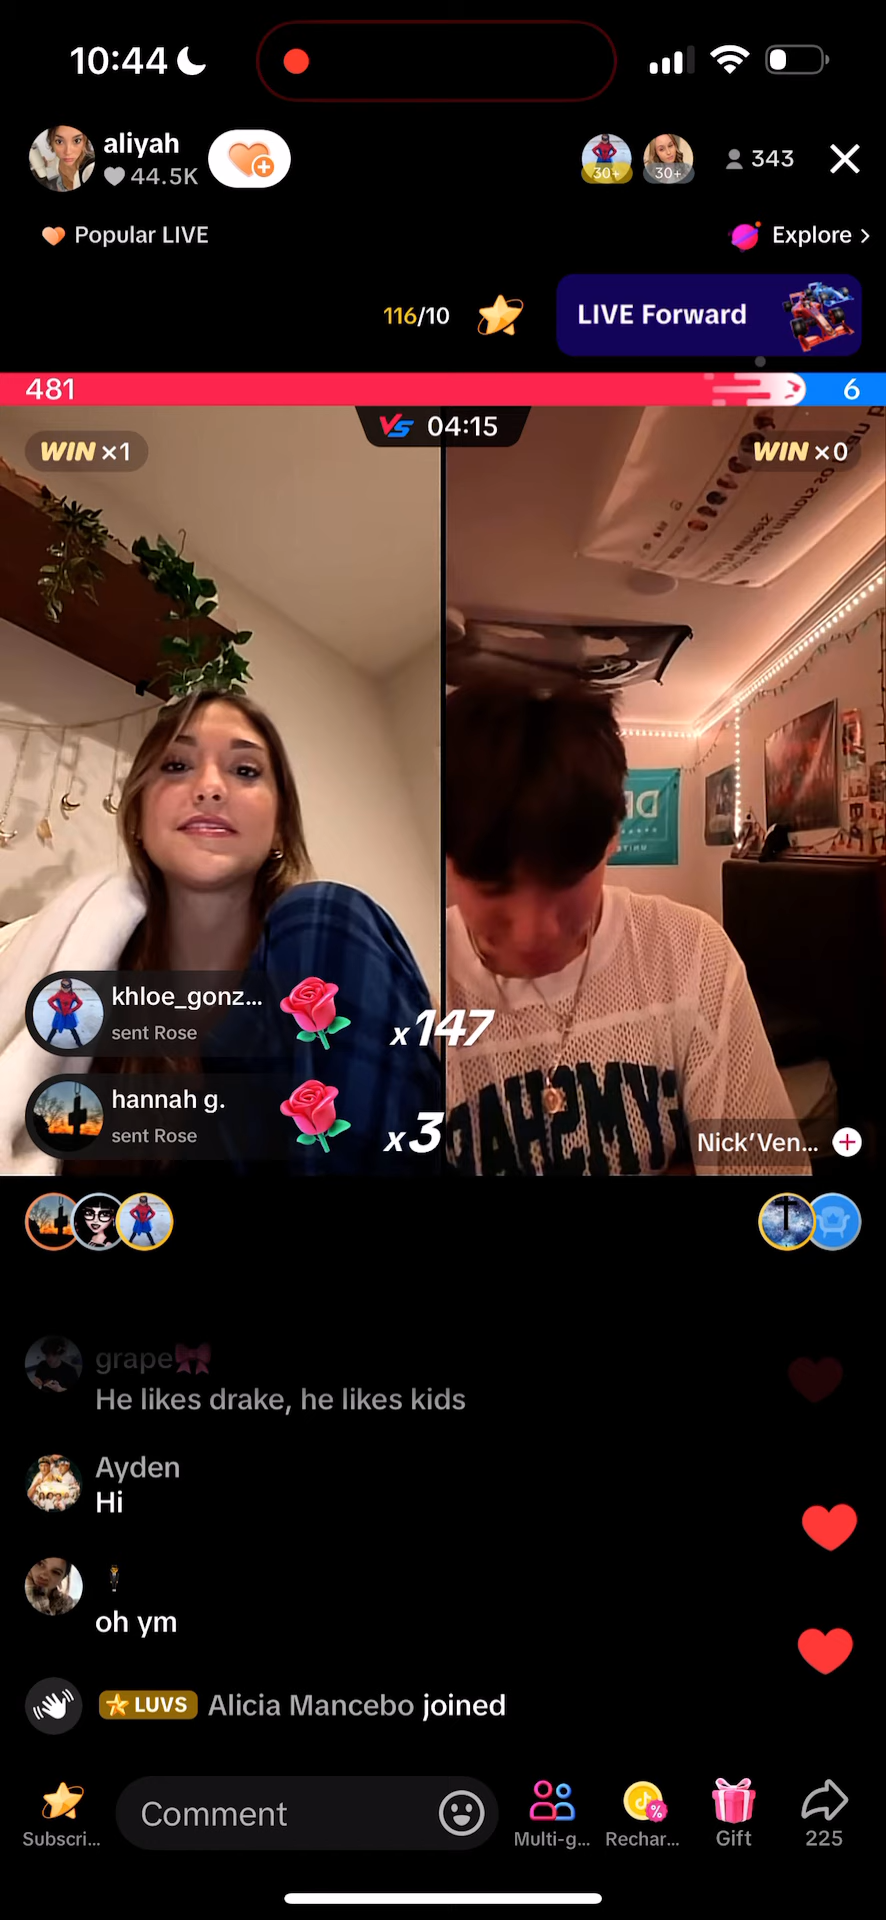 10:44
aliyah
44.5K
30+
30+
343
Popular LIVE
Explore >
116/10
LIVE Forward
481
6
VS 04:15
WIN x1
WIN x0
khloe_gonz...
sent Rose
x147
hannah g.
sent Rose
x3
Nick'Ven...
grape
He likes drake, he likes kids
Ayden
Hi
oh ym
LUVS Alicia Mancebo joined
Comment
Subscri...
Multi-g...
Rechar...
Gift
225